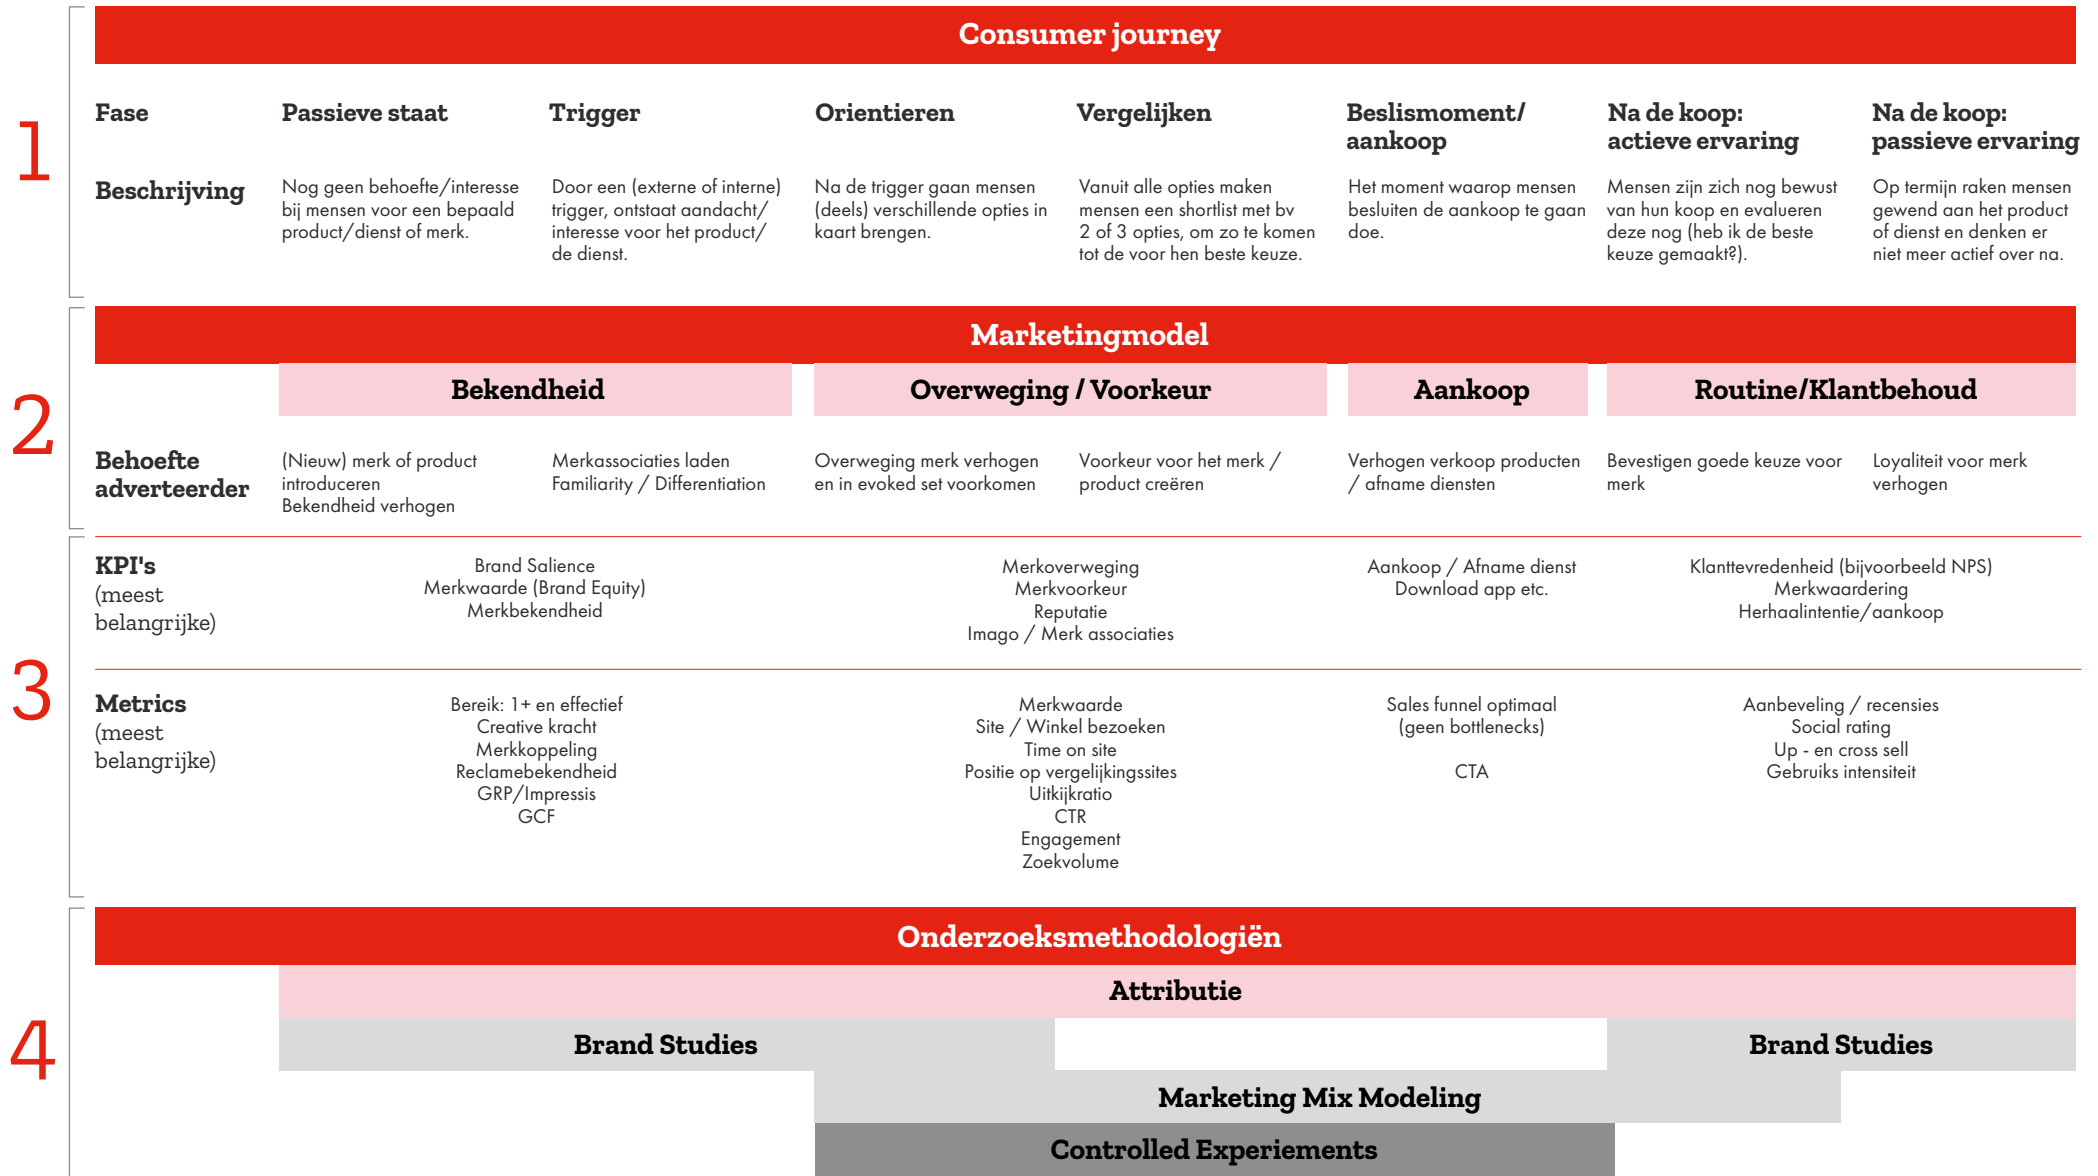 1
Consumer journey
Fase
Passieve staat
Trigger
Orientieren
Vergelijken
Beslismoment/
aankoop
Na de koop:
actieve ervaring
Na de koop:
passieve ervaring
Beschrijving
Nog geen behoefte/interesse
bij mensen voor een bepaald
product/dienst of merk.
Door een (externe of interne)
trigger, ontstaat aandacht/
interesse voor het product/
de dienst.
Na de trigger gaan mensen
(deels) verschillende opties in
kaart brengen.
Vanuit alle opties maken
mensen een shortlist met bv
2 of 3 opties, om zo te komen
tot de voor hen beste keuze.
Het moment waarop mensen
besluiten de aankoop te gaan
doe.
Mensen zijn zich nog bewust
van hun koop en evalueren
deze nog (heb ik de beste
keuze gemaakt?).
Op termijn raken mensen
gewend aan het product
of dienst en denken er
niet meer actief over na.
2
Marketingmodel
Bekendheid
Overweging / Voorkeur
Aankoop
Routine/Klantbehoud
Behoefte
adverteerder
(Nieuw) merk of product
introduceren
Bekendheid verhogen
Merkassociaties laden
Familiarity / Differentiation
Overweging merk verhogen
en in evoked set voorkomen
Voorkeur voor het merk /
product creëren
Verhogen verkoop producten
/ afname diensten
Bevestigen goede keuze voor
merk
Loyaliteit voor merk
verhogen
3
KPI's
(meest
belangrijke)
Brand Salience
Merkwaarde (Brand Equity)
Merkbekendheid
Merkoverweging
Merkvoorkeur
Reputatie
Imago / Merk associaties
Aankoop / Afname dienst
Download app etc.
Klanttevredenheid (bijvoorbeeld NPS)
Merkwaardering
Herhaalintentie/aankoop
Metrics
(meest
belangrijke)
Bereik: 1+ en effectief
Creative kracht
Merkkoppeling
Reclamebekendheid
GRP/Impressis
GCF
Merkwaarde
Site / Winkel bezoeken
Time on site
Positie op vergelijkingssites
Uitkijkratio
CTR
Engagement
Zoekvolume
Sales funnel optimaal
(geen bottlenecks)
CTA
Aanbeveling / recensies
Social rating
Up - en cross sell
Gebruiks intensiteit
4
Onderzoeksmethodologiën
Attributie
Brand Studies
Brand Studies
Marketing Mix Modeling
Controlled Experiements